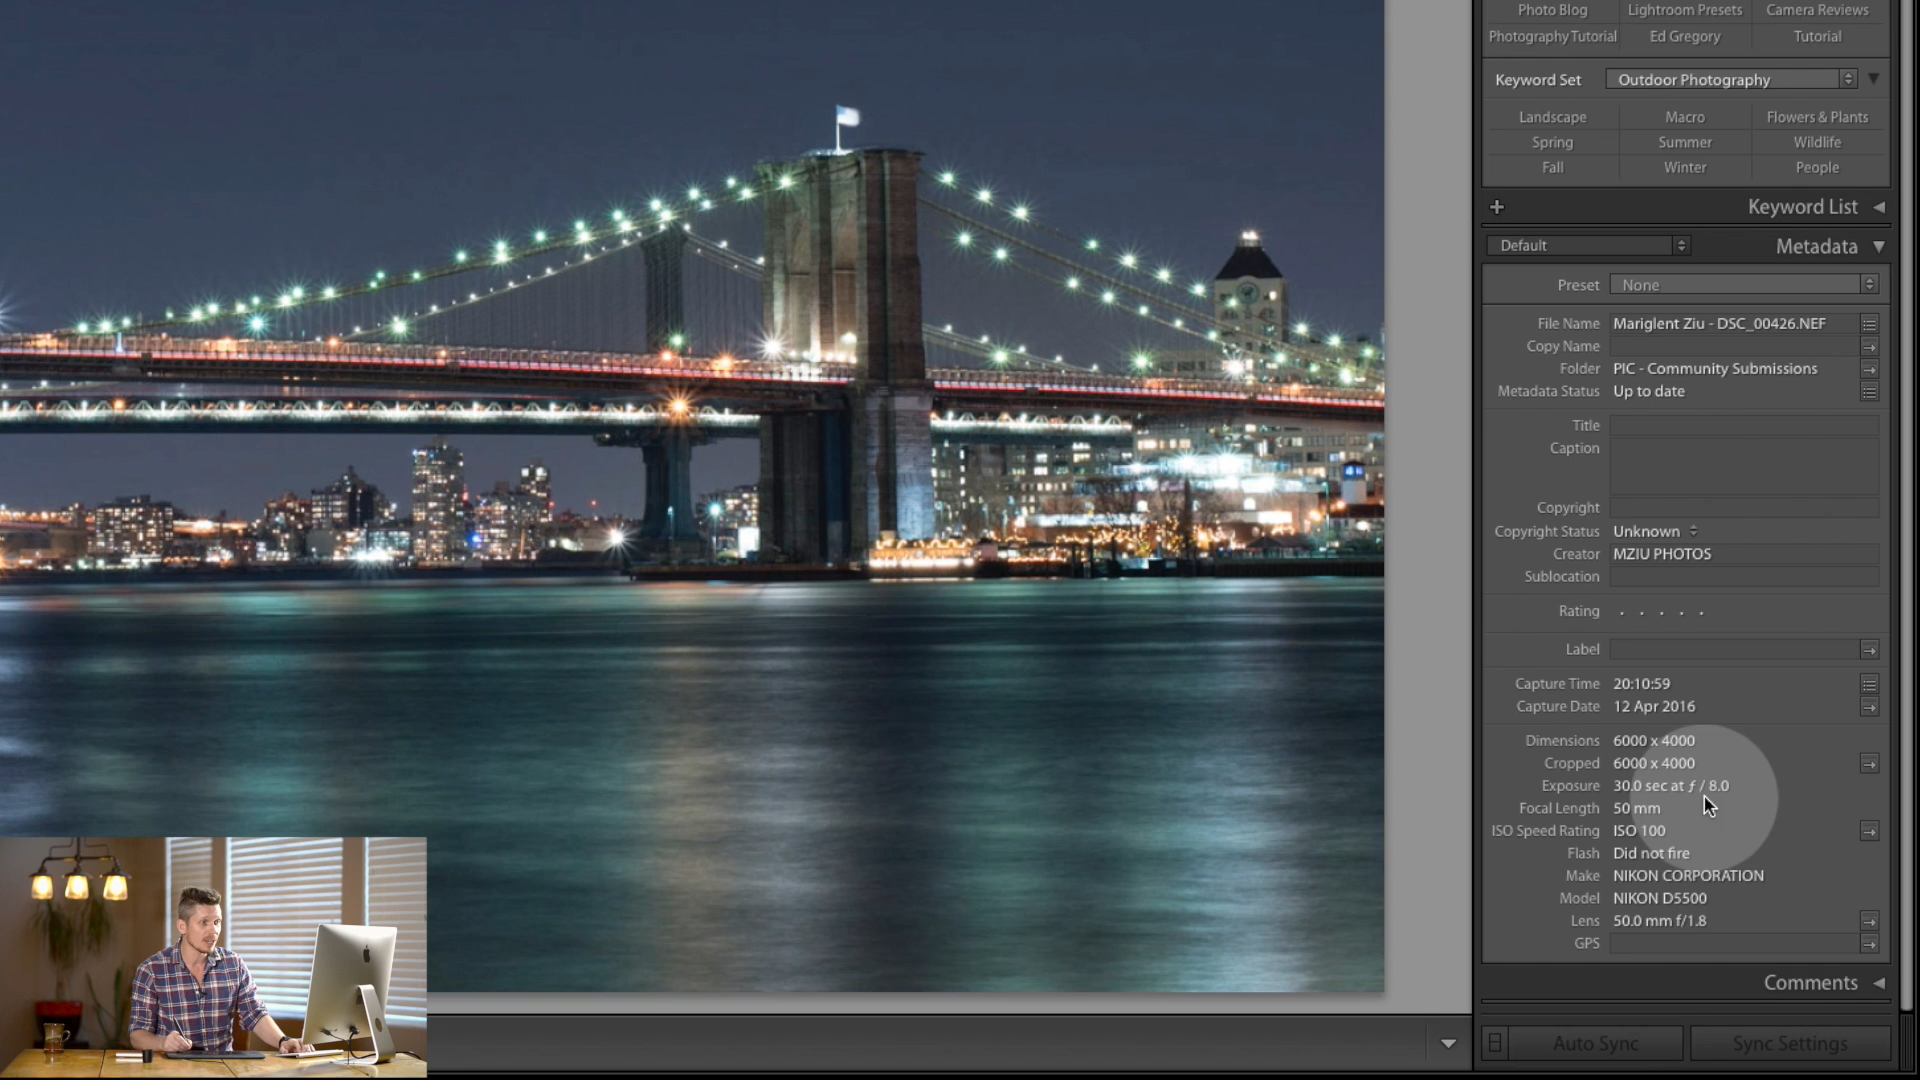 Photo Blog Lightroom Presets Camera Reviews
Photography Tutorial Ed Gregory Tutorial
Keyword Set Outdoor Photography
Landscape Macro Flowers & Plants
Spring Summer Wildlife
Fall Winter People
Keyword List
Default Metadata
Preset None
File Name Mariglent Ziu - DSC_00426.NEF
Copy Name
Folder PIC - Community Submissions
Metadata Status Up to date
Title
Caption
Copyright
Copyright Status Unknown
Creator MZIU PHOTOS
Sublocation
Rating . . . . .
Label
Capture Time 20:10:59
Capture Date 12 Apr 2016
Dimensions 6000 x 4000
Cropped 6000 x 4000
Exposure 30.0 sec at ƒ / 8.0
Focal Length 50 mm
ISO Speed Rating ISO 100
Flash Did not fire
Make NIKON CORPORATION
Model NIKON D5500
Lens 50.0 mm f/1.8
GPS
Comments
Auto Sync Sync Settings